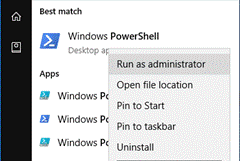 Best match
Windows PowerShell
Desktop ap
Run as administrator
Open file location
Apps
Windows Po
Pin to Start
Windows Po
Pin to taskbar
Windows Po
Uninstall